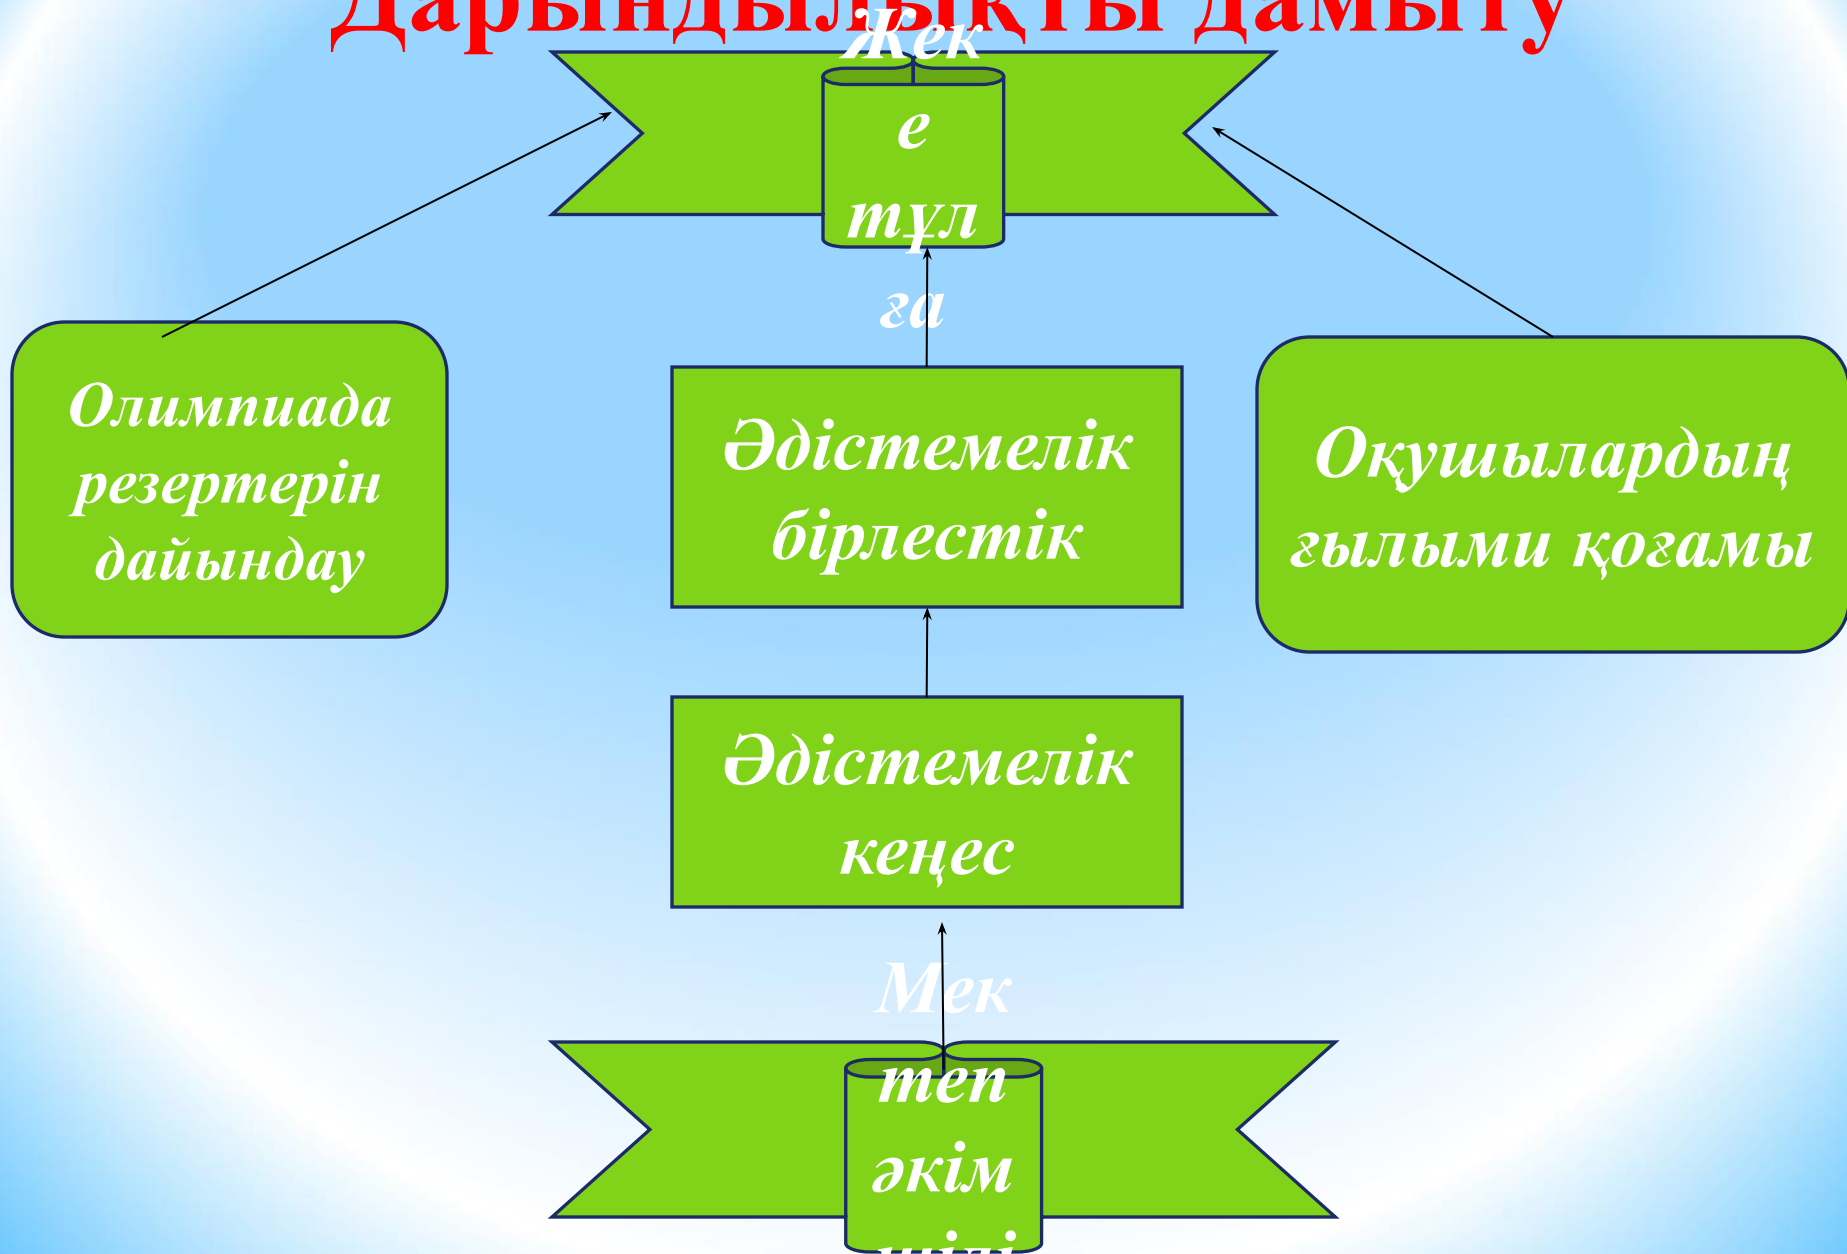 Дарындылықты дамыту
Жек
е
тұл
ға
Олимпиада
резертерін
дайындау
Әдістемелік
бірлестік
Оқушылардың
ғылыми қоғамы
Әдістемелік
кеңес
Мек
теп
әкім